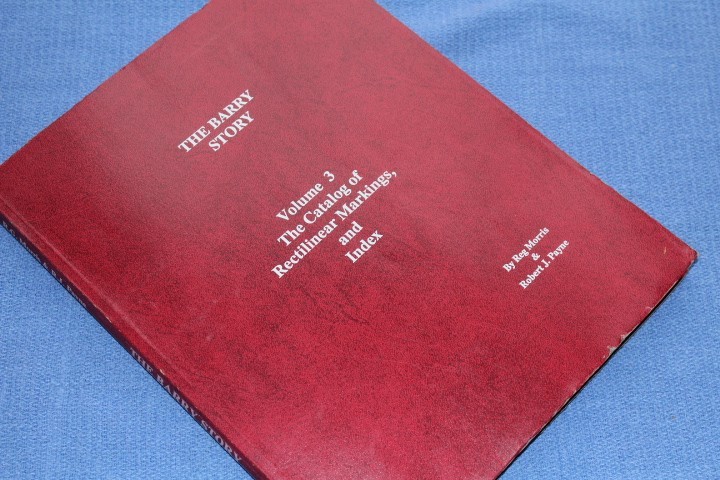 THE BARRY
STORY
Volume 3
The Catalog of
Rectilinear Markings,
and
Index
By Reg Morris
&
Robert J. Payne
THE BARRY STORY